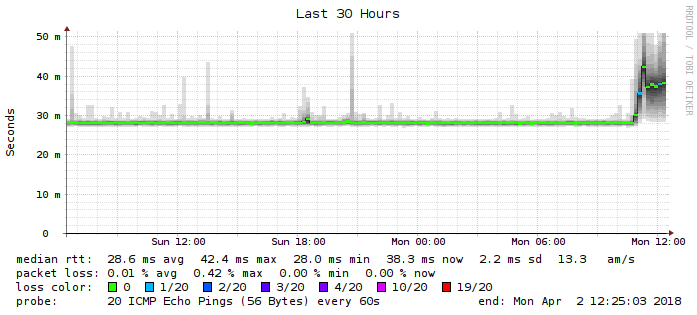 Last 30 Hours
RRDTOOL / TOBI OETIKER
Seconds
50 m
40 m
30 m
20 m
10 m
0
Sun 12:00 Sun 18:00 Mon 00:00 Mon 06:00 Mon 12:00
median rtt: 28.6 ms avg 42.4 ms max 28.0 ms min 38.3 ms now 2.2 ms sd 13.3 am/s
packet loss: 0.01 % avg 0.42 % max 0.00 % min 0.00 % now
loss color: 0 1/20 2/20 3/20 4/20 10/20 19/20
probe: 20 ICMP Echo Pings (56 Bytes) every 60s end: Mon Apr 2 12:25:03 2018